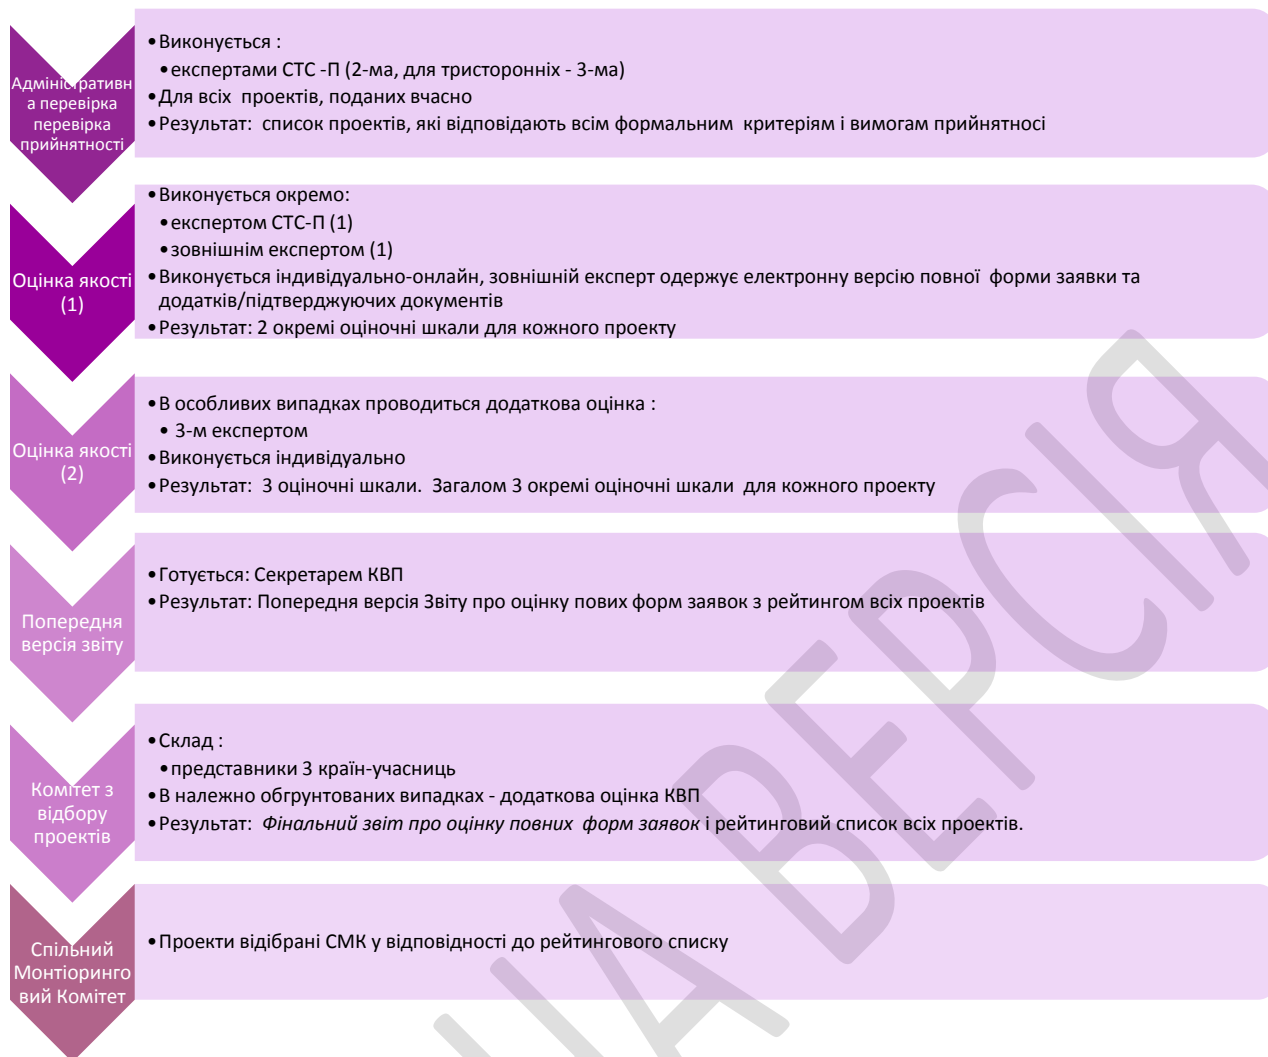 Адміністративн
а перевірка
перевірка
прийнятності
•Виконується :
•експертами СТС -П (2-ма, для тристоронніх - 3-ма)
•Для всіх проектів, поданих вчасно
•Результат: список проектів, які відповідають всім формальним критеріям і вимогам прийнятносі
Оцінка якості
(1)
•Виконується окремо:
•експертом СТС-П (1)
•зовнішнім експертом (1)
•Виконується індивідуально-онлайн, зовнішній експерт одержує електронну версію повної форми заявки та
додатків/підтверджуючих документів
•Результат: 2 окремі оціночні шкали для кожного проекту
Оцінка якості
(2)
•В особливих випадках проводиться додаткова оцінка :
• 3-м експертом
•Виконується індивідуально
•Результат: 3 оціночні шкали. Загалом 3 окремі оціночні шкали для кожного проекту
Попередня
версія звіту
•Готується: Секретарем КВП
•Результат: Попередня версія Звіту про оцінку пових форм заявок з рейтингом всіх проектів
Комітет з
відбору
проектів
•Склад :
•представники 3 країн-учасниць
•В належно обгрунтованих випадках - додаткова оцінка КВП
•Результат: Фінальний звіт про оцінку повних форм заявок і рейтинговий список всіх проектів.
Спільний
Монтіоринго
вий Комітет
•Проекти відібрані СМК у відповідності до рейтингового списку
ВЕРСІЯ